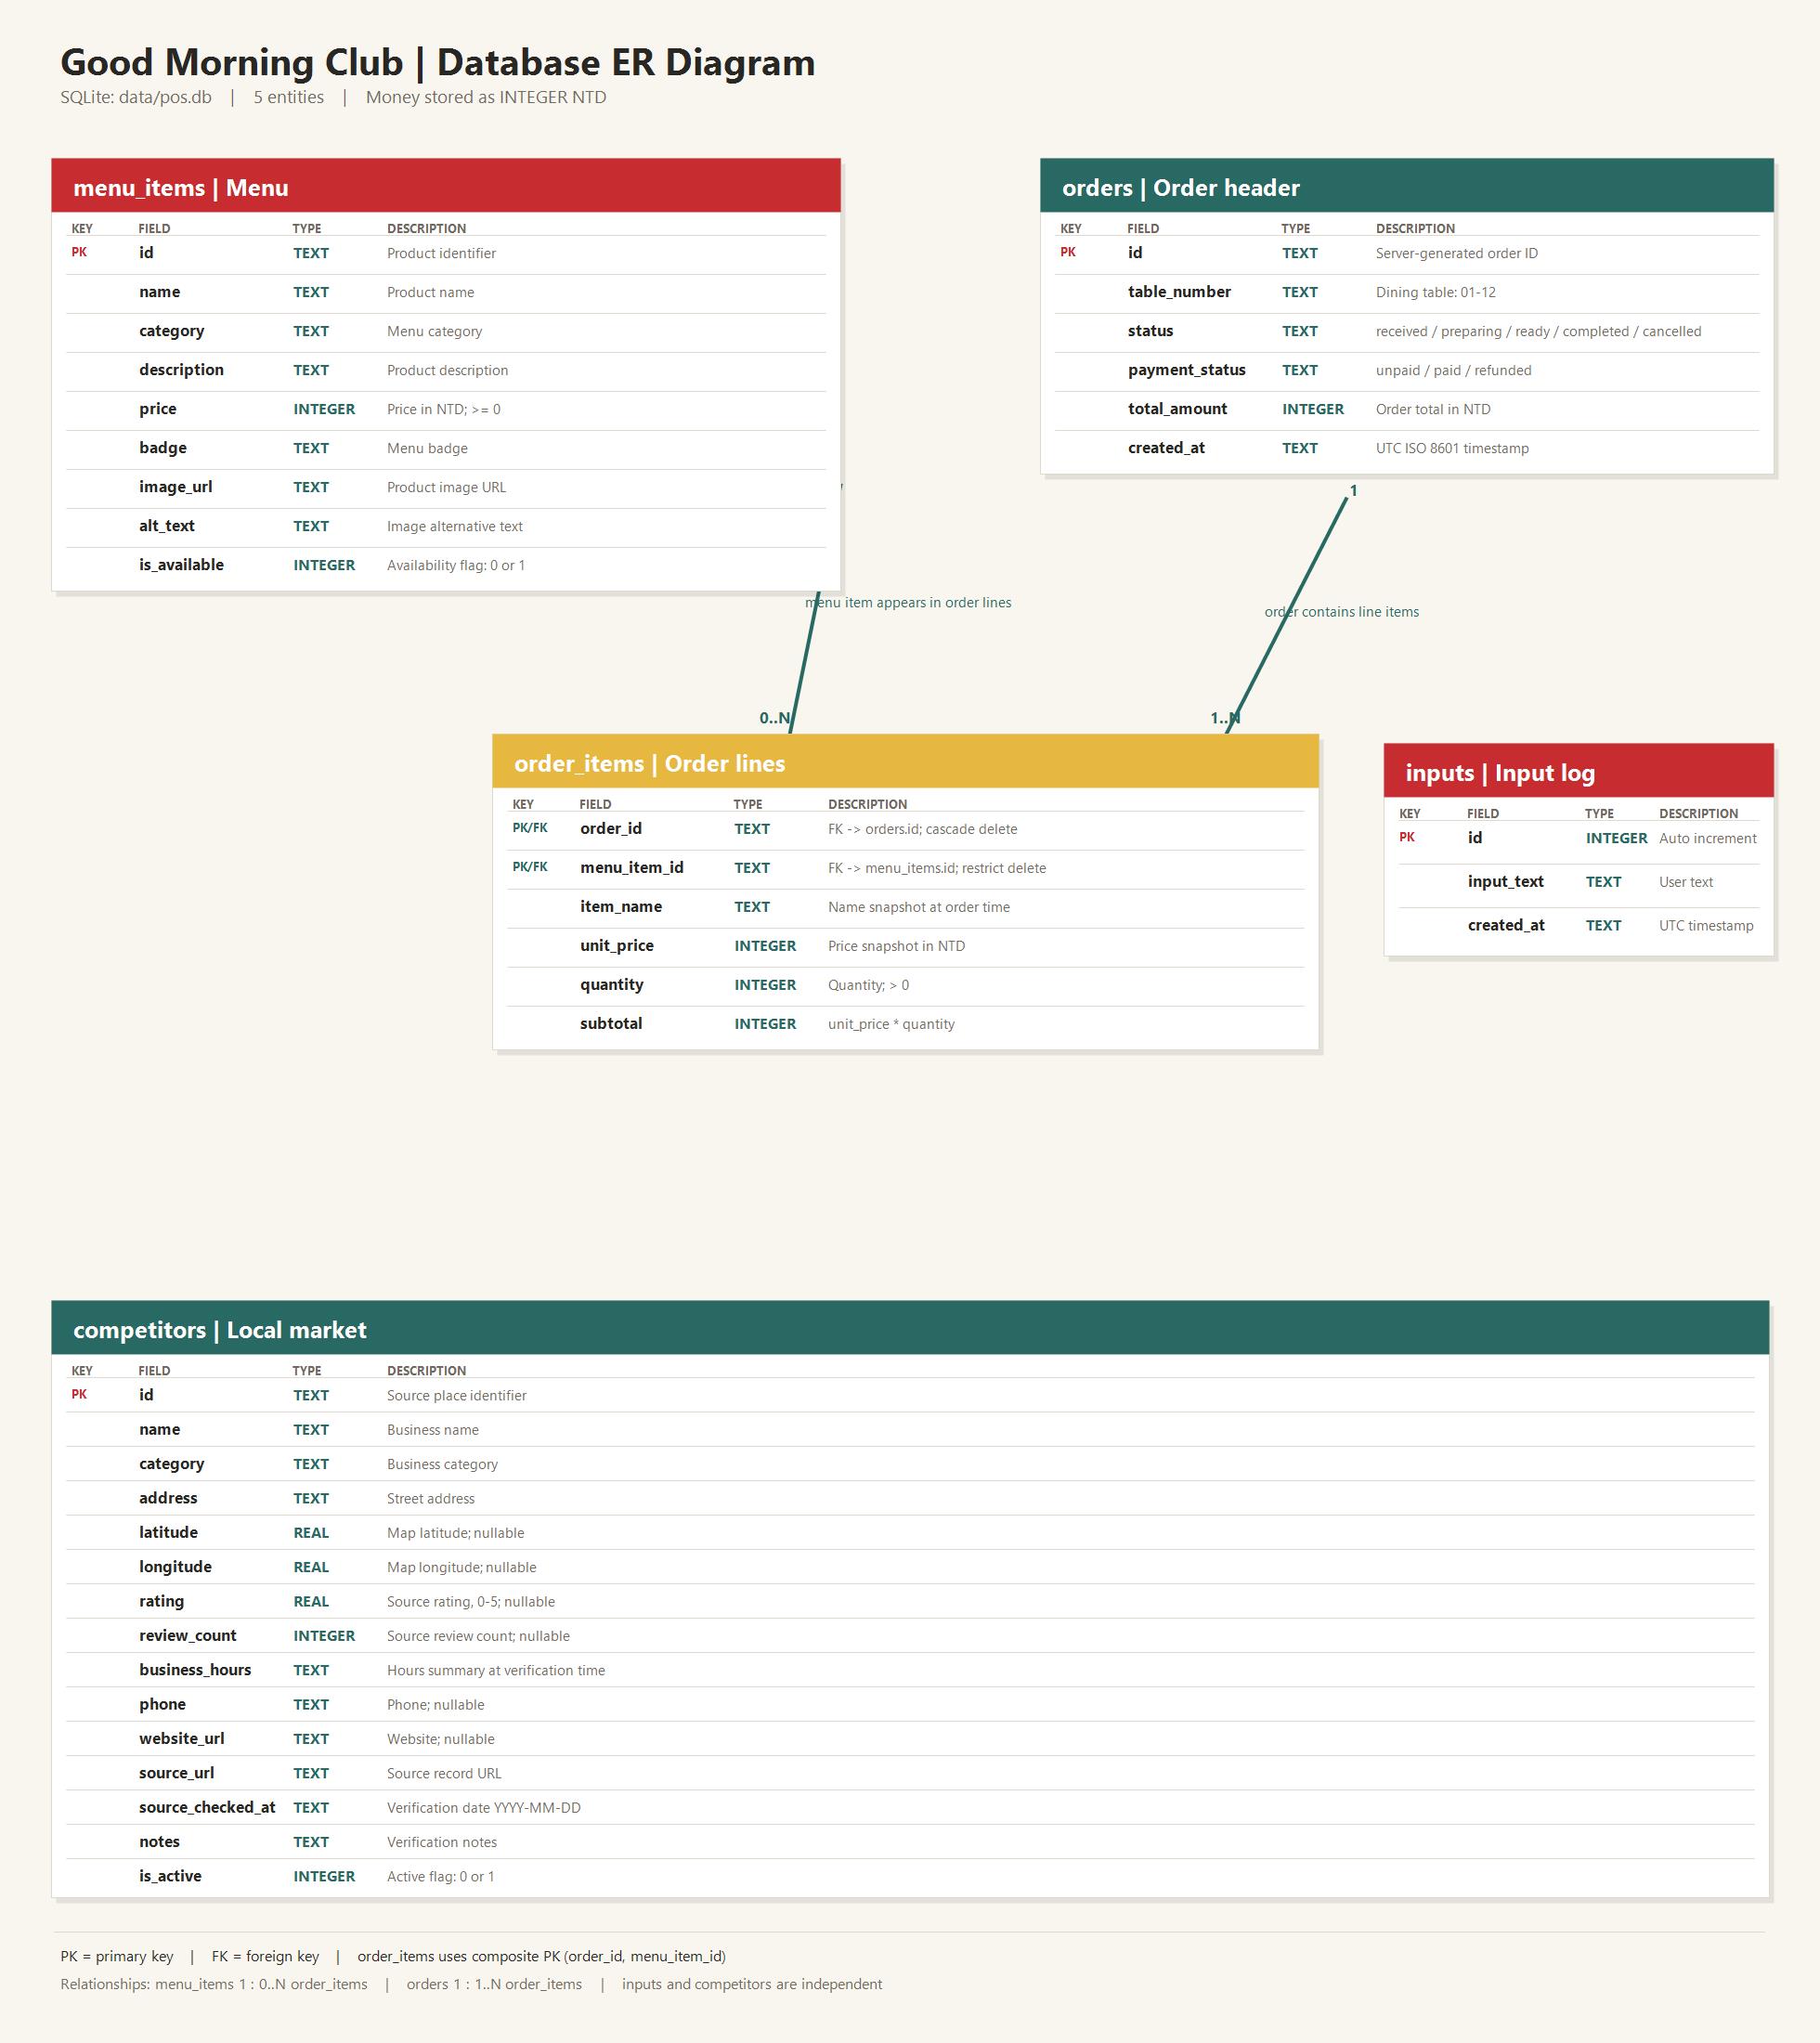 Good Morning Club | Database ER Diagram
SQLite: data/pos.db | 5 entities | Money stored as INTEGER NTD
menu_items | Menu
KEY FIELD TYPE DESCRIPTION
PK id TEXT Product identifier
name TEXT Product name
category TEXT Menu category
description TEXT Product description
price INTEGER Price in NTD; >= 0
badge TEXT Menu badge
image_url TEXT Product image URL
alt_text TEXT Image alternative text
is_available INTEGER Availability flag: 0 or 1
orders | Order header
KEY FIELD TYPE DESCRIPTION
PK id TEXT Server-generated order ID
table_number TEXT Dining table: 01-12
status TEXT received / preparing / ready / completed / cancelled
payment_status TEXT unpaid / paid / refunded
total_amount INTEGER Order total in NTD
created_at TEXT UTC ISO 8601 timestamp
1
menu item appears in order lines
order contains line items
0..N
1..N
order_items | Order lines
KEY FIELD TYPE DESCRIPTION
PK/FK order_id TEXT FK -> orders.id; cascade delete
PK/FK menu_item_id TEXT FK -> menu_items.id; restrict delete
item_name TEXT Name snapshot at order time
unit_price INTEGER Price snapshot in NTD
quantity INTEGER Quantity; > 0
subtotal INTEGER unit_price * quantity
inputs | Input log
KEY FIELD TYPE DESCRIPTION
PK id INTEGER Auto increment
input_text TEXT User text
created_at TEXT UTC timestamp
competitors | Local market
KEY FIELD TYPE DESCRIPTION
PK id TEXT Source place identifier
name TEXT Business name
category TEXT Business category
address TEXT Street address
latitude REAL Map latitude; nullable
longitude REAL Map longitude; nullable
rating REAL Source rating, 0-5; nullable
review_count INTEGER Source review count; nullable
business_hours TEXT Hours summary at verification time
phone TEXT Phone; nullable
website_url TEXT Website; nullable
source_url TEXT Source record URL
source_checked_at TEXT Verification date YYYY-MM-DD
notes TEXT Verification notes
is_active INTEGER Active flag: 0 or 1
PK = primary key | FK = foreign key | order_items uses composite PK (order_id, menu_item_id)
Relationships: menu_items 1 : 0..N order_items | orders 1 : 1..N order_items | inputs and competitors are independent